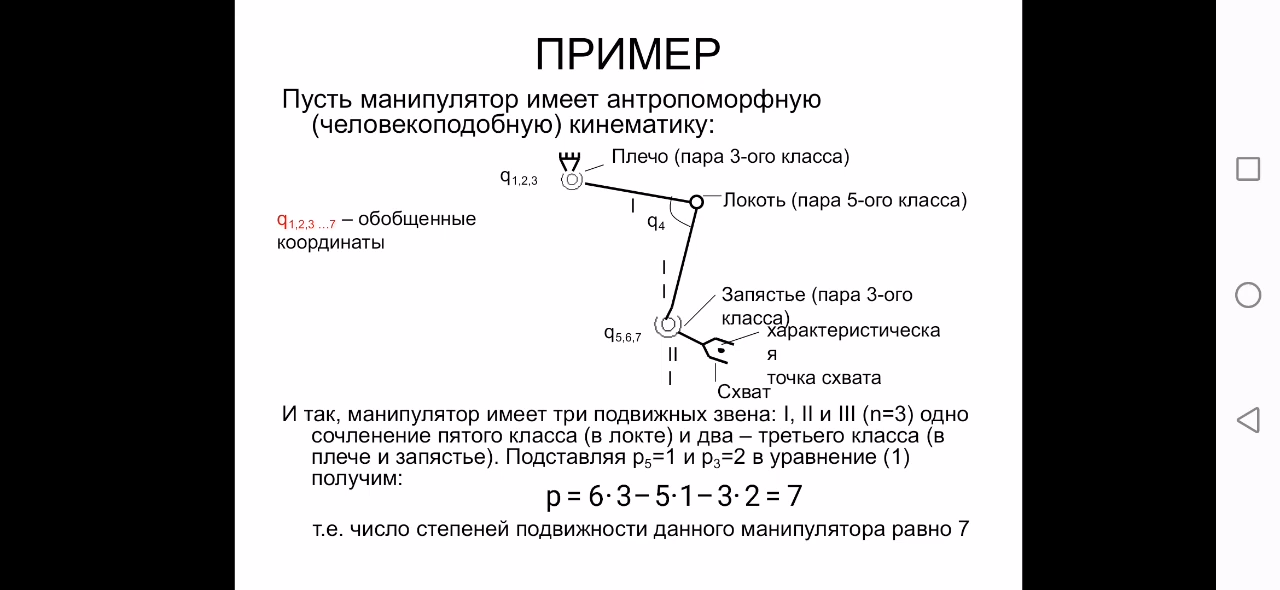 ПРИМЕР
Пусть манипулятор имеет антропоморфную
(человекоподобную) кинематику:
Плечо (пара 3-ого класса)
q1,2,3
Локоть (пара 5-ого класса)
I
q4
q1,2,3 ...7 – обобщенные
координаты
I
I
Запястье (пара 3-ого
класса)
q5,6,7
характеристическа
я
точка схвата
II
I
Схват
И так, манипулятор имеет три подвижных звена: I, II и III (n=3) одно
сочленение пятого класса (в локте) и два – третьего класса (в
плече и запястье). Подставляя p5=1 и p3=2 в уравнение (1)
получим:
p = 6·3−5·1−3·2 = 7
т.е. число степеней подвижности данного манипулятора равно 7